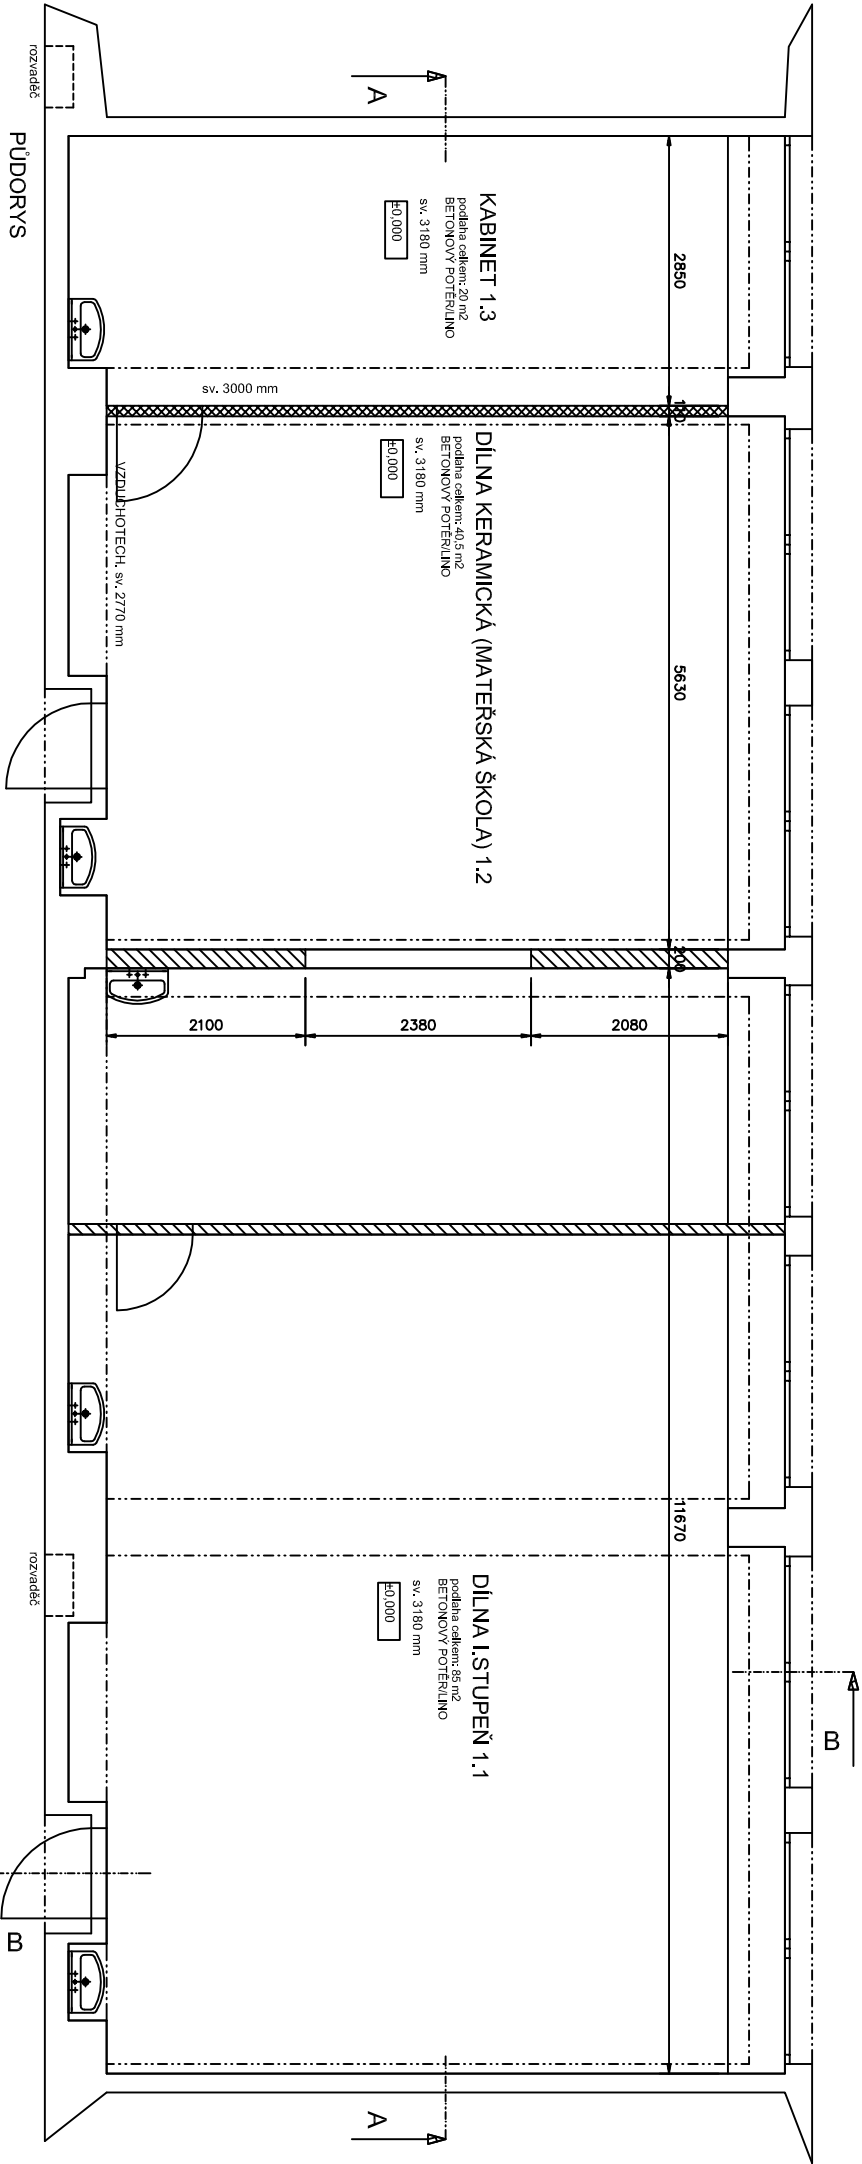 PŮDORYS
rozvaděč
A
KABINET 1.3
podlaha celkem: 20 m2
BETONOVÝ POTĚR/LINO
sv. 3180 mm
±0,000
2850
sv. 3000 mm
VZDUCHOTECH. sv. 2770 mm
DÍLNA KERAMICKÁ (MATEŘSKÁ ŠKOLA) 1.2
podlaha celkem: 40,5 m2
BETONOVÝ POTĚR/LINO
sv. 3180 mm
±0,000
5630
200
2100
2380
2080
11670
DÍLNA I.STUPEŇ 1.1
podlaha celkem: 85 m2
BETONOVÝ POTĚR/LINO
sv. 3180 mm
±0,000
rozvaděč
B
B
A